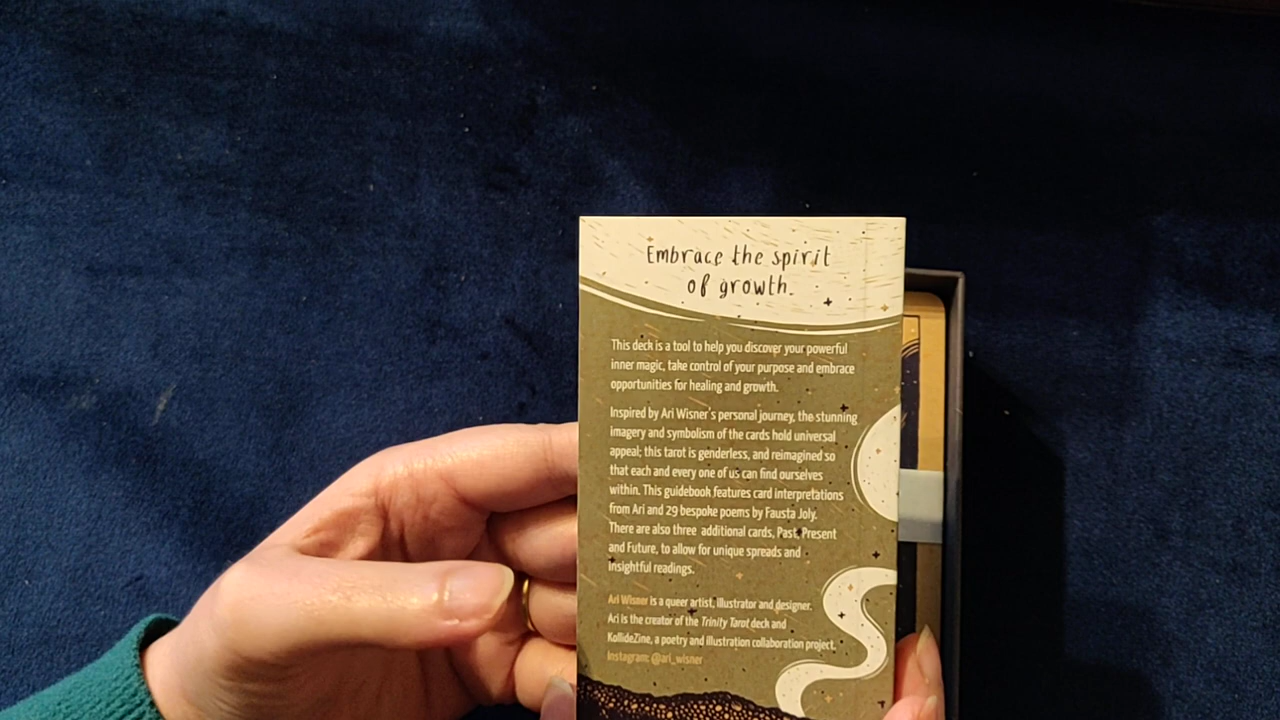 Embrace the spirit
of growth.
This deck is a tool to help you discover your powerful
inner magic, take control of your purpose and embrace
opportunities for healing and growth.
Inspired by Ari Wisner's personal journey, the stunning
imagery and symbolism of the cards hold universal
appeal; this tarot is genderless, and reimagined so
that each and every one of us can find ourselves
within. This guidebook features card interpretations
from Ari and 29 bespoke poems by Fausta Joly.
There are also three additional cards, Past, Present
and Future, to allow for unique spreads and
insightful readings.
Ari Wisner is a queer artist, illustrator and designer.
Ari is the creator of the Trinity Tarot deck and
KollideZine, a poetry and illustration collaboration project.
Instagram: @ari_wisner